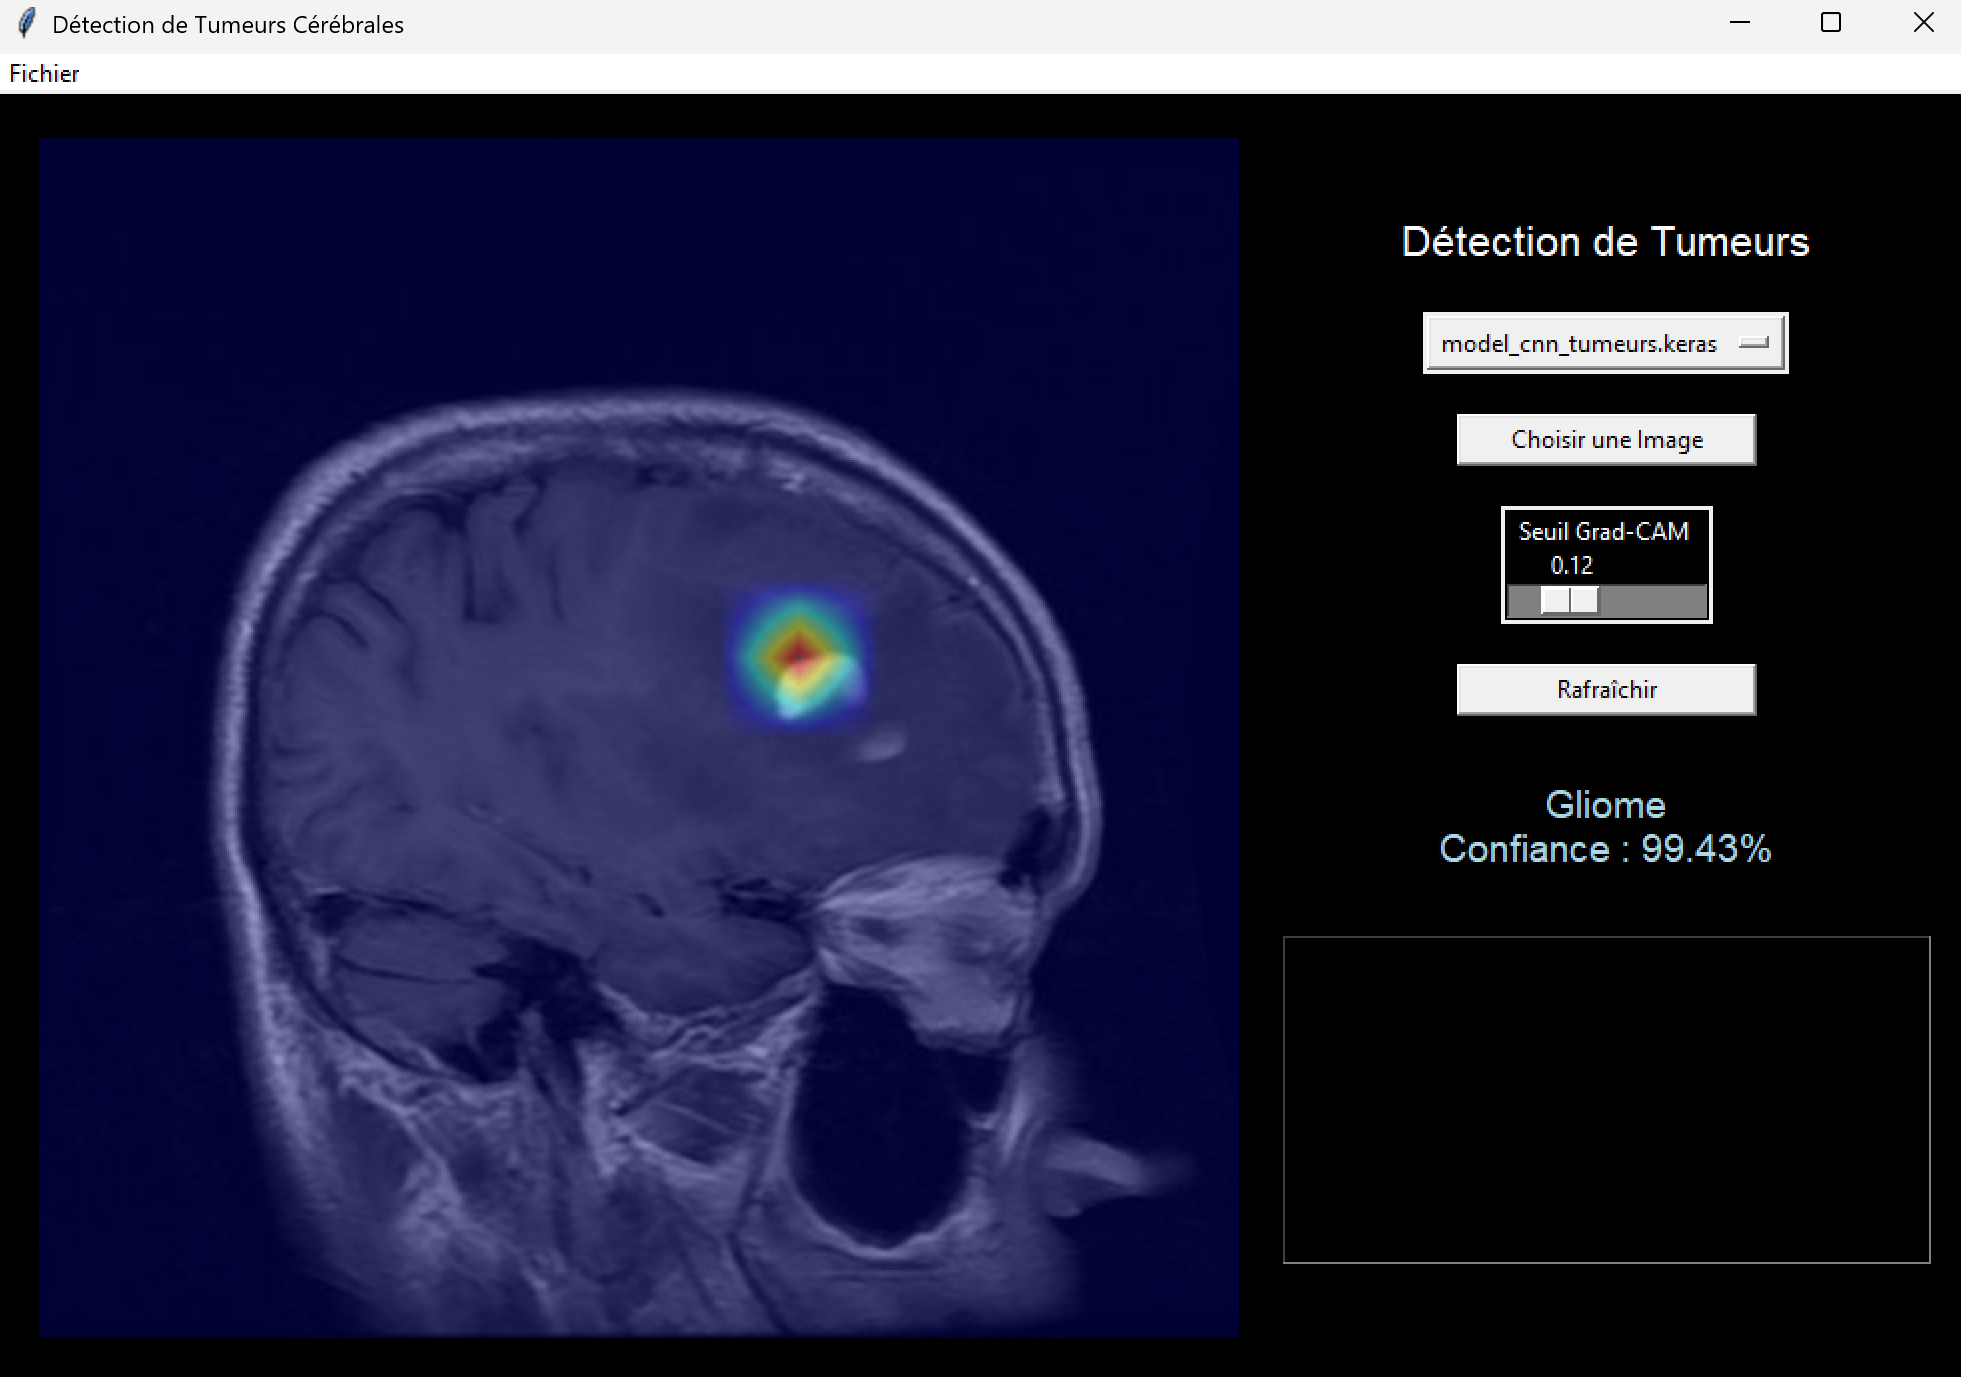 Détection de Tumeurs Cérébrales
Fichier
Détection de Tumeurs
model_cnn_tumeurs.keras
Choisir une Image
Seuil Grad-CAM
0.12
Rafraîchir
Gliome
Confiance : 99.43%